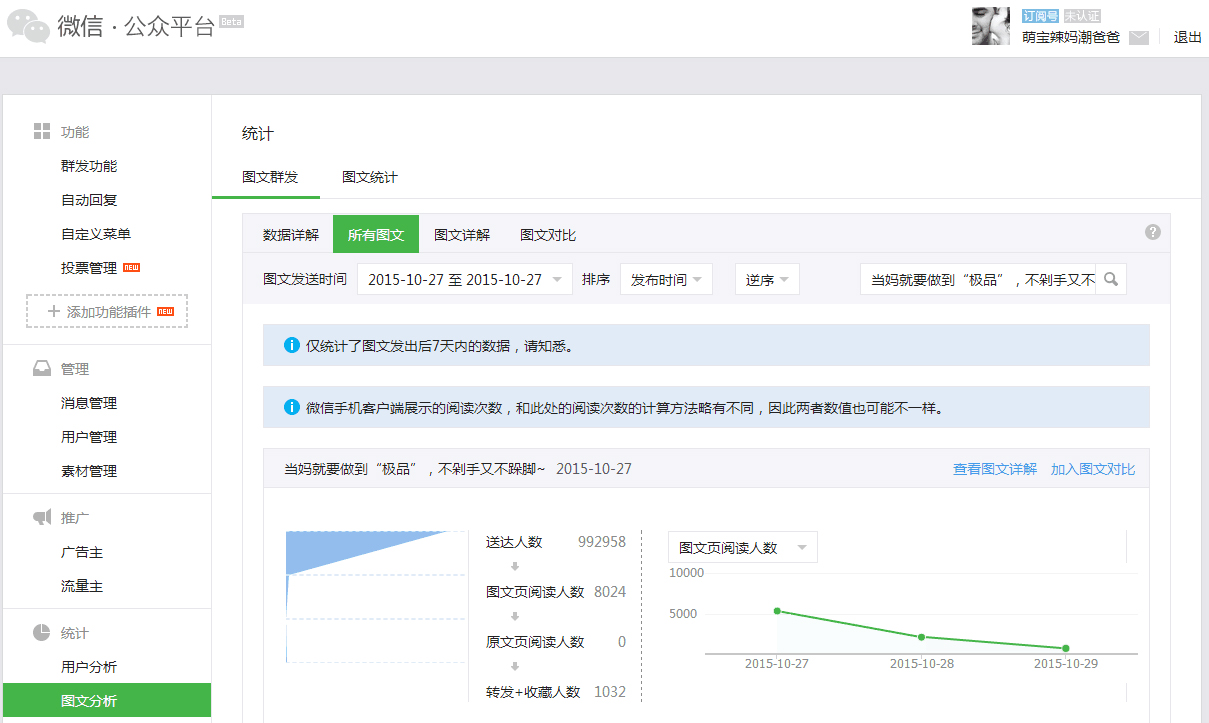 微信 · 公众平台 Beta
订阅号 未认证
萌宝辣妈潮爸爸 退出
功能
群发功能
自动回复
自定义菜单
投票管理 NEW
+ 添加功能插件 NEW
管理
消息管理
用户管理
素材管理
推广
广告主
流量主
统计
用户分析
图文分析
统计
图文群发 图文统计
数据详解 所有图文 图文详解 图文对比 ?
图文发送时间 2015-10-27 至 2015-10-27 排序 发布时间 逆序 当妈就要做到“极品”，不剁手又不
仅统计了图文发出后7天内的数据，请知悉。
微信手机客户端展示的阅读次数，和此处的阅读次数的计算方法略有不同，因此两者数值也可能不一样。
当妈就要做到“极品”，不剁手又不跺脚~ 2015-10-27 查看图文详解 加入图文对比
送达人数 992958
图文页阅读人数 8024
原文页阅读人数 0
转发+收藏人数 1032
图文页阅读人数
10000
5000
2015-10-27 2015-10-28 2015-10-29